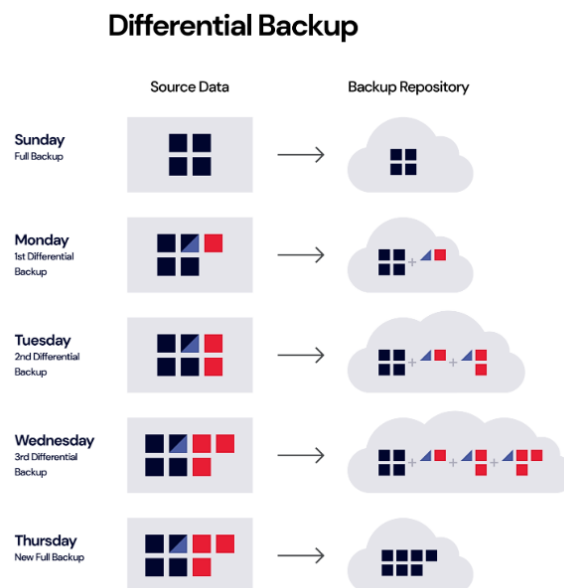 Differential Backup
Source Data
Backup Repository
Sunday
Full Backup
+
Monday
1st Differential
Backup
+ +
Tuesday
2nd Differential
Backup
+ + +
Wednesday
3rd Differential
Backup
Thursday
New Full Backup